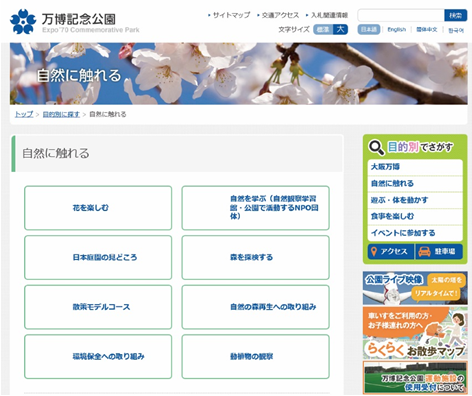 万博記念公園
Expo'70 Commemorative Park
サイトマップ
交通アクセス
入札関連情報
検索
文字サイズ
標準
大
日本語
English
简体中文
한국어
自然に触れる
トップ > 目的別に探す > 自然に触れる
自然に触れる
花を楽しむ
自然を学ぶ（自然観察学習
館・公園で活動するNPO団
体）
日本庭園の見どころ
森を探検する
散策モデルコース
自然の森再生への取り組み
環境保全への取り組み
動植物の観察
目的別でさがす
大阪万博
自然に触れる
遊ぶ・体を動かす
食事を楽しむ
イベントに参加する
アクセス
駐車場
公園ライブ映像
太陽の塔を
リアルタイムで！
車いすをご利用の方・
お子様連れの方へ
らくらくお散歩マップ
万博記念公園 運動施設の
使用受付について